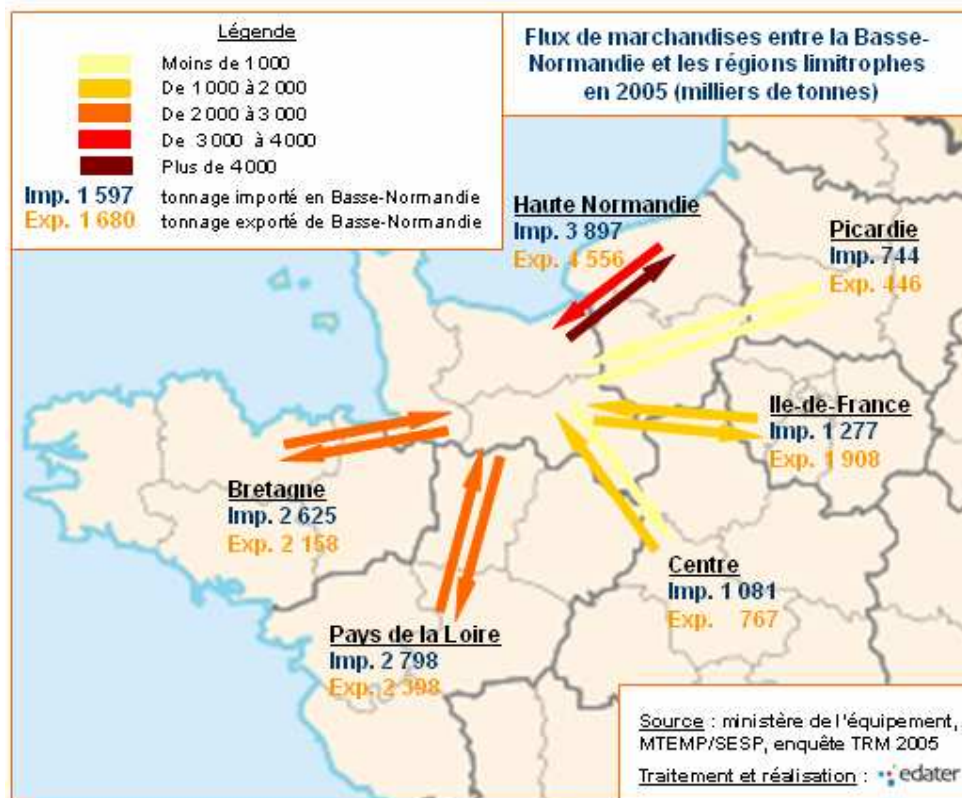 Légende
Moins de 1 000
De 1 000 à 2 000
De 2 000 à 3 000
De 3 000 à 4 000
Plus de 4 000
Imp. 1 597 tonnage importé en Basse-Normandie
Exp. 1 680 tonnage exporté de Basse-Normandie
Flux de marchandises entre la Basse-
Normandie et les régions limitrophes
en 2005 (milliers de tonnes)
Haute Normandie
Imp. 3 897
Exp. 4 556
Picardie
Imp. 744
Exp. 446
Ile-de-France
Imp. 1 277
Exp. 1 908
Bretagne
Imp. 2 625
Exp. 2 158
Centre
Imp. 1 081
Exp. 767
Pays de la Loire
Imp. 2 798
Exp. 2 398
Source : ministère de l'équipement,
MTEMP/SESP, enquête TRM 2005
Traitement et réalisation : edater